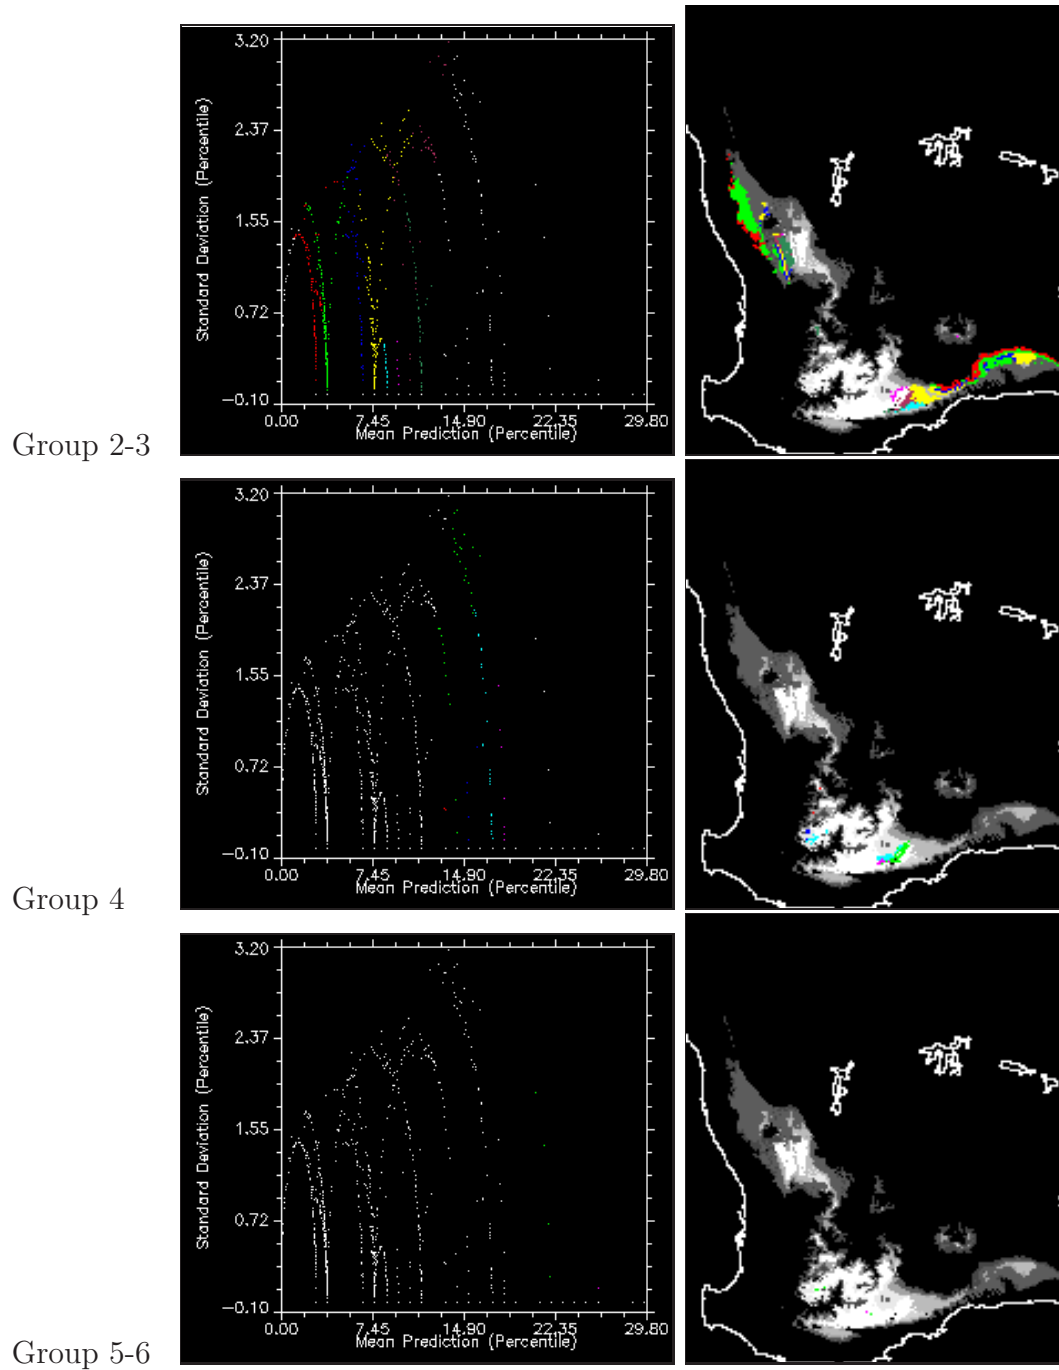 3.20
2.37
1.55
0.72
−0.10
Standard Deviation (Percentile)
0.00 7.45 14.90 22.35 29.80
Mean Prediction (Percentile)
Group 2-3
3.20
2.37
1.55
0.72
−0.10
Standard Deviation (Percentile)
0.00 7.45 14.90 22.35 29.80
Mean Prediction (Percentile)
Group 4
3.20
2.37
1.55
0.72
−0.10
Standard Deviation (Percentile)
0.00 7.45 14.90 22.35 29.80
Mean Prediction (Percentile)
Group 5-6